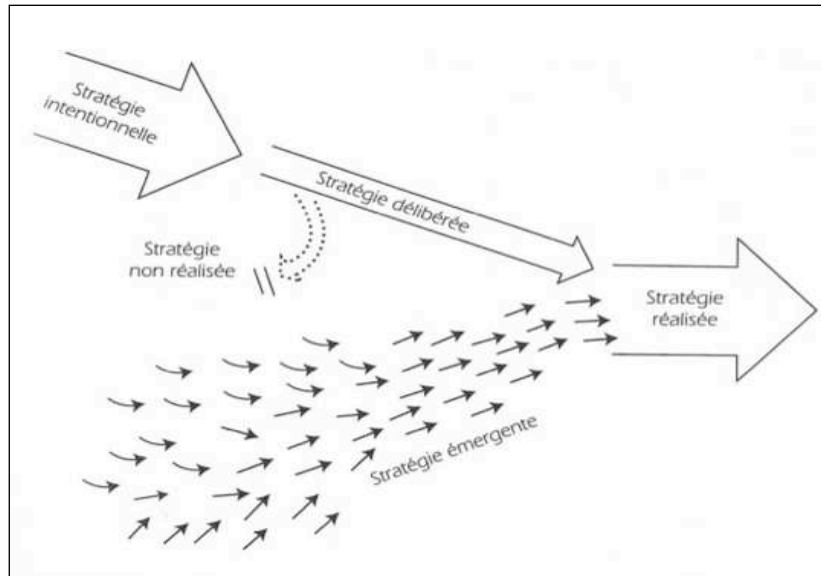 Stratégie
intentionnelle
Stratégie délibérée
Stratégie
non réalisée
Stratégie
réalisée
Stratégie émergente